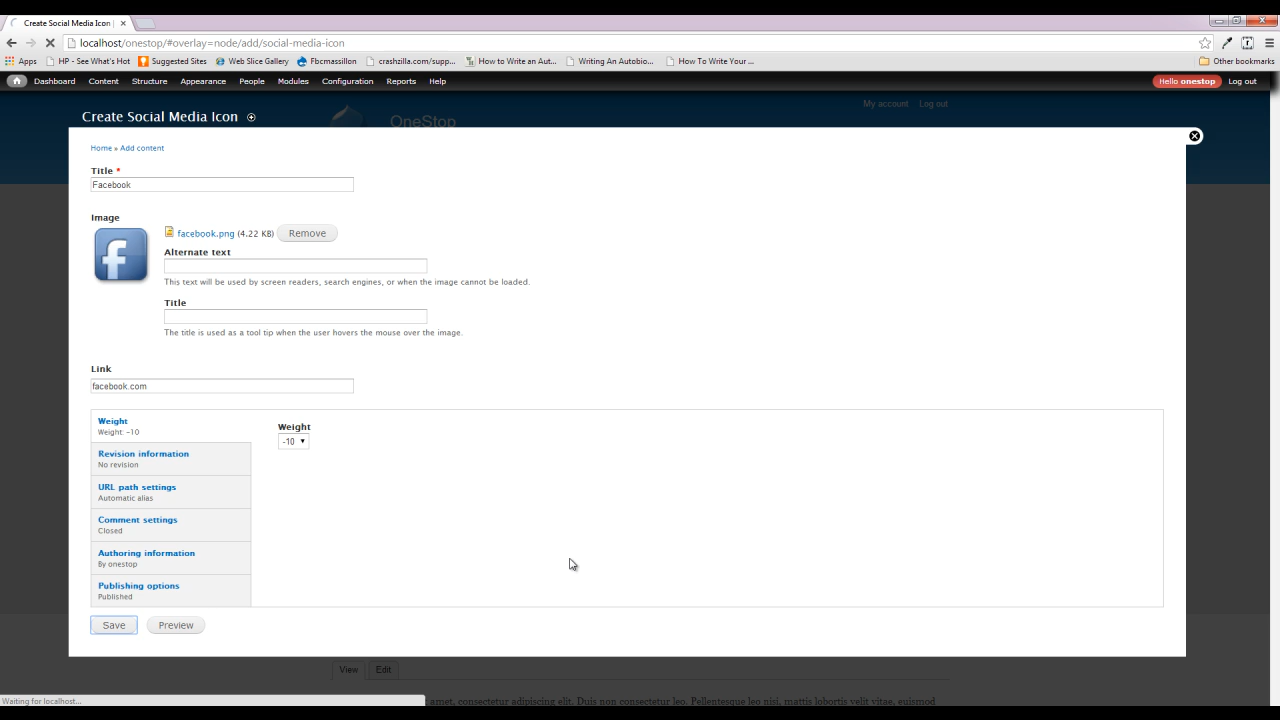 Create Social Media Icon |
localhost/onestop/#overlay=node/add/social-media-icon
Apps HP - See What's Hot Suggested Sites Web Slice Gallery Fbcmassillon crashzilla.com/supp... How to Write an Aut... Writing An Autobio... How To Write Your ... Other bookmarks
Dashboard Content Structure Appearance People Modules Configuration Reports Help Hello onestop Log out
My account Log out
Create Social Media Icon
OneStop
Home » Add content
Title *
Facebook
Image
facebook.png (4.22 KB) Remove
Alternate text
This text will be used by screen readers, search engines, or when the image cannot be loaded.
Title
The title is used as a tool tip when the user hovers the mouse over the image.
Link
facebook.com
Weight
Weight: -10
Weight
-10
Revision information
No revision
URL path settings
Automatic alias
Comment settings
Closed
Authoring information
By onestop
Publishing options
Published
Save Preview
View Edit
Waiting for localhost...
amet, consectetur adipiscing elit. Duis non consectetur leo. Pellentesque leo nisi, mattis lobortis velit vitae, euismod